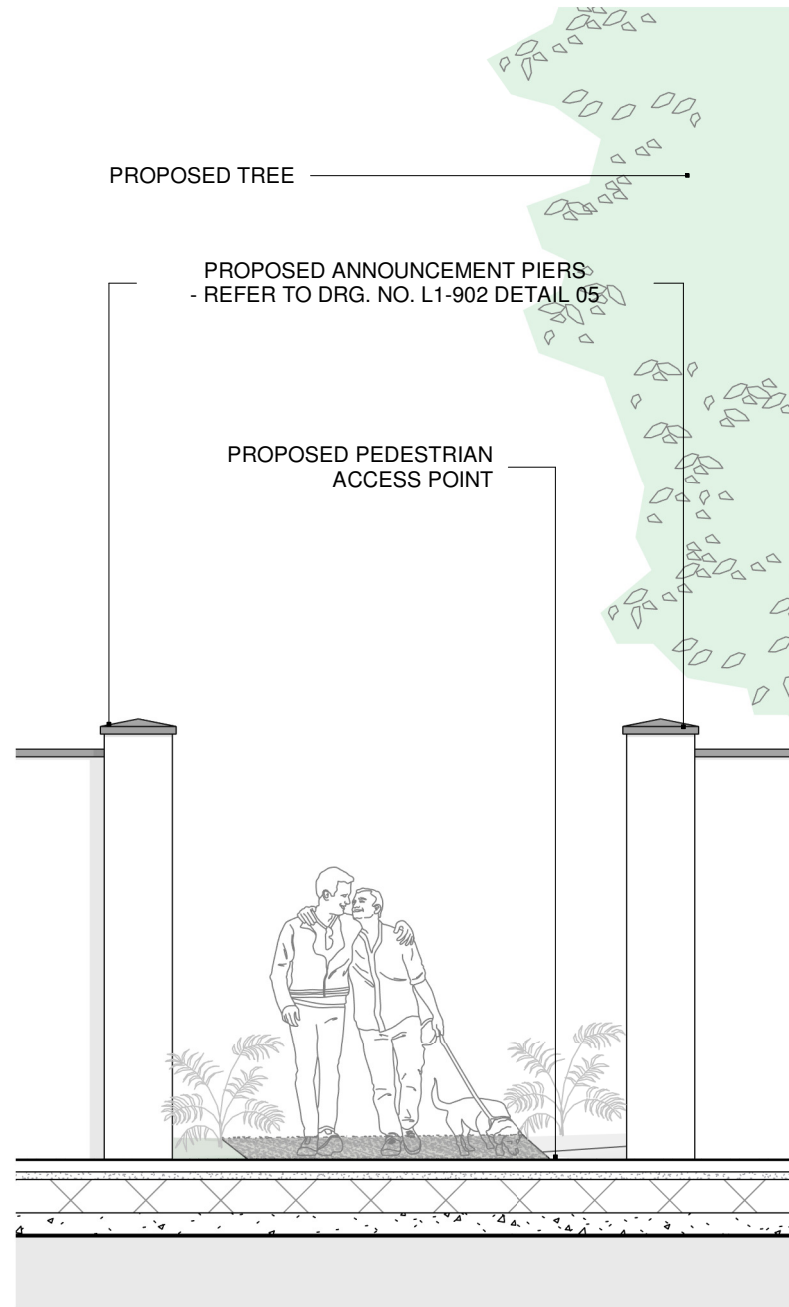 PROPOSED TREE
PROPOSED ANNOUNCEMENT PIERS
- REFER TO DRG. NO. L1-902 DETAIL 05
PROPOSED PEDESTRIAN
ACCESS POINT